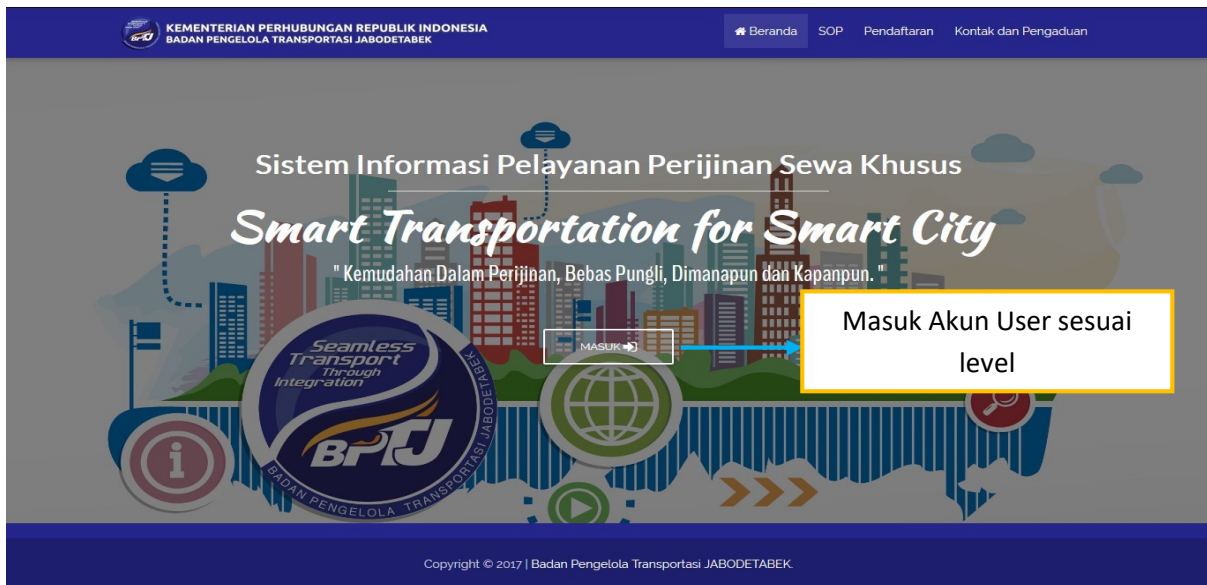 KEMENTERIAN PERHUBUNGAN REPUBLIK INDONESIA
BADAN PENGELOLA TRANSPORTASI JABODETABEK
Beranda SOP Pendaftaran Kontak dan Pengaduan
Sistem Informasi Pelayanan Perijinan Sewa Khusus
Smart Transportation for Smart City
" Kemudahan Dalam Perijinan, Bebas Pungli, Dimanapun dan Kapanpun. "
MASUK
Masuk Akun User sesuai
level
Seamless
Transport
Through
Integration
BPTJ
BADAN PENGELOLA TRANSPORTASI JABODETABEK
Copyright © 2017 | Badan Pengelola Transportasi JABODETABEK.